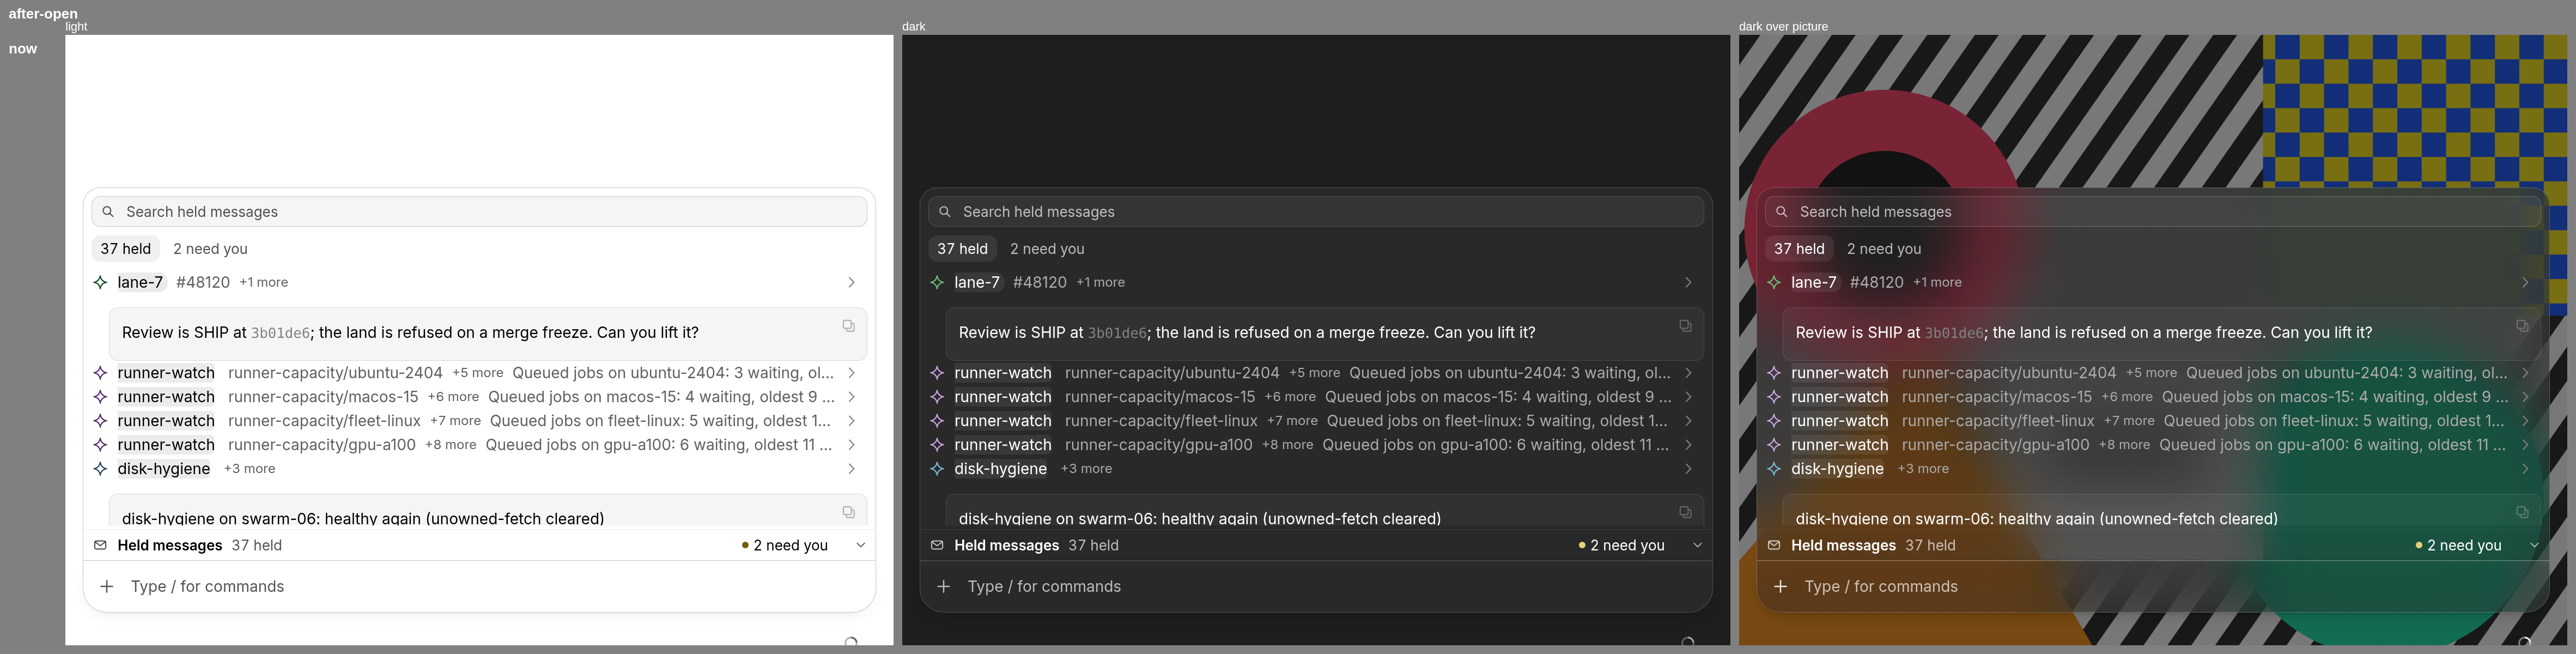 after-open
now
light
Search held messages
37 held 2 need you
lane-7 #48120 +1 more
Review is SHIP at 3b01de6; the land is refused on a merge freeze. Can you lift it?
runner-watch runner-capacity/ubuntu-2404 +5 more Queued jobs on ubuntu-2404: 3 waiting, ol...
runner-watch runner-capacity/macos-15 +6 more Queued jobs on macos-15: 4 waiting, oldest 9 ...
runner-watch runner-capacity/fleet-linux +7 more Queued jobs on fleet-linux: 5 waiting, oldest 1...
runner-watch runner-capacity/gpu-a100 +8 more Queued jobs on gpu-a100: 6 waiting, oldest 11 ...
disk-hygiene +3 more
disk-hygiene on swarm-06: healthy again (unowned-fetch cleared)
Held messages 37 held 2 need you
Type / for commands
dark
Search held messages
37 held 2 need you
lane-7 #48120 +1 more
Review is SHIP at 3b01de6; the land is refused on a merge freeze. Can you lift it?
runner-watch runner-capacity/ubuntu-2404 +5 more Queued jobs on ubuntu-2404: 3 waiting, ol...
runner-watch runner-capacity/macos-15 +6 more Queued jobs on macos-15: 4 waiting, oldest 9 ...
runner-watch runner-capacity/fleet-linux +7 more Queued jobs on fleet-linux: 5 waiting, oldest 1...
runner-watch runner-capacity/gpu-a100 +8 more Queued jobs on gpu-a100: 6 waiting, oldest 11 ...
disk-hygiene +3 more
disk-hygiene on swarm-06: healthy again (unowned-fetch cleared)
Held messages 37 held 2 need you
Type / for commands
dark over picture
Search held messages
37 held 2 need you
lane-7 #48120 +1 more
Review is SHIP at 3b01de6; the land is refused on a merge freeze. Can you lift it?
runner-watch runner-capacity/ubuntu-2404 +5 more Queued jobs on ubuntu-2404: 3 waiting, ol...
runner-watch runner-capacity/macos-15 +6 more Queued jobs on macos-15: 4 waiting, oldest 9 ...
runner-watch runner-capacity/fleet-linux +7 more Queued jobs on fleet-linux: 5 waiting, oldest 1...
runner-watch runner-capacity/gpu-a100 +8 more Queued jobs on gpu-a100: 6 waiting, oldest 11 ...
disk-hygiene +3 more
disk-hygiene on swarm-06: healthy again (unowned-fetch cleared)
Held messages 37 held 2 need you
Type / for commands